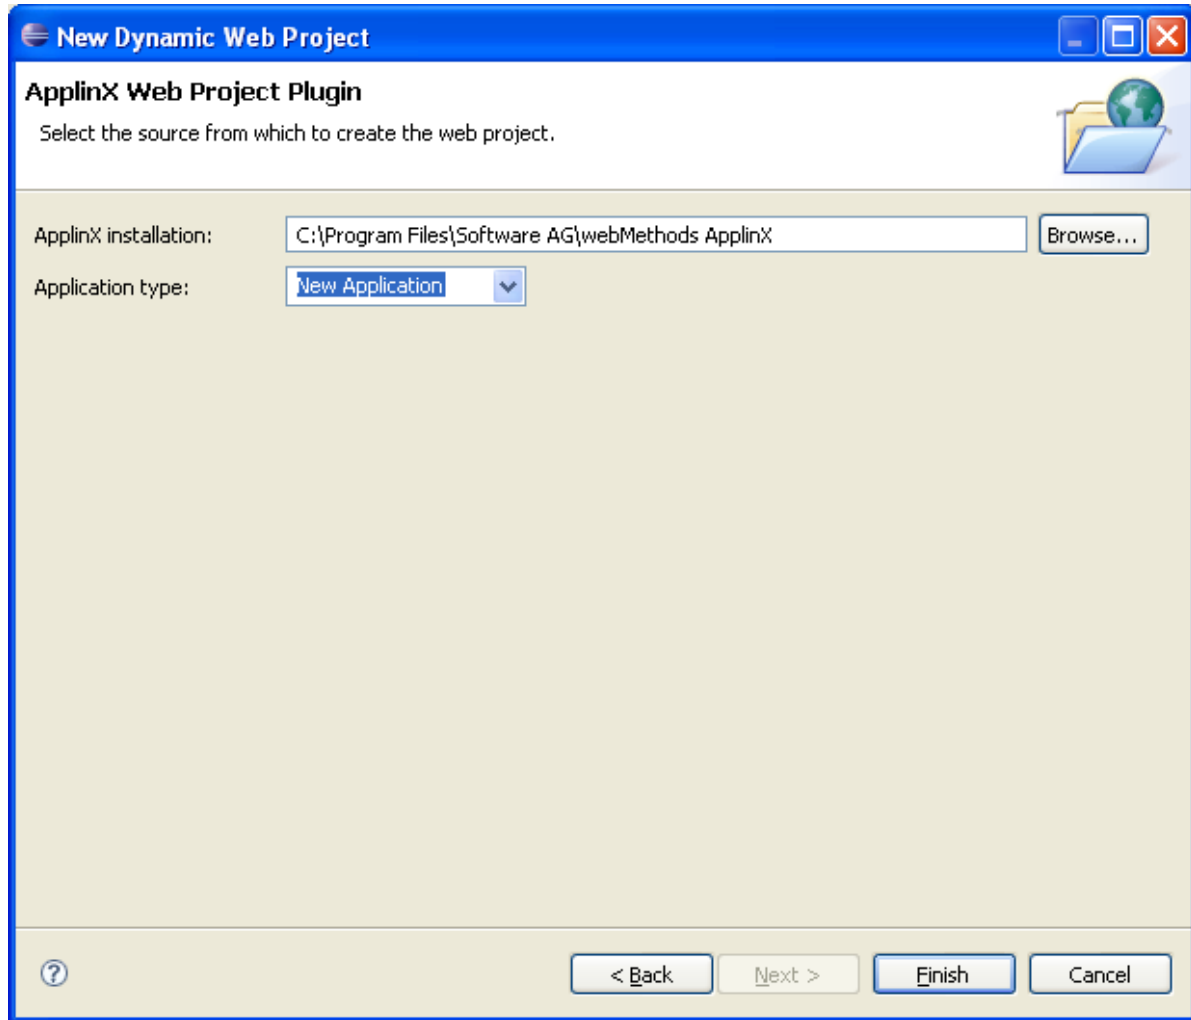 New Dynamic Web Project
ApplinX Web Project Plugin
Select the source from which to create the web project.
ApplinX installation: C:\Program Files\Software AG\webMethods ApplinX Browse...
Application type: New Application
? < Back Next > Finish Cancel